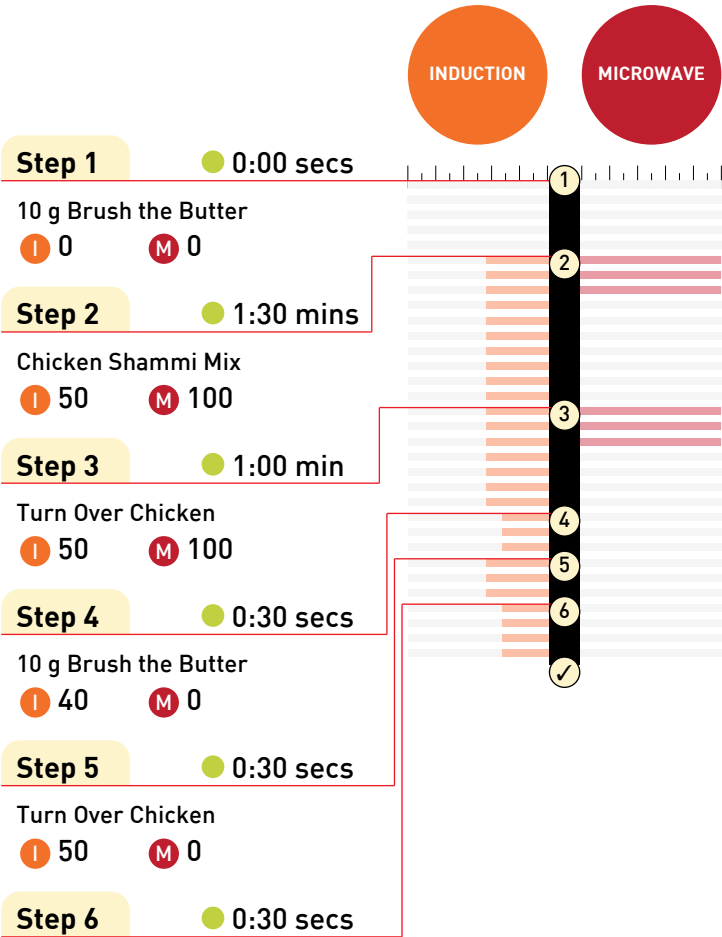 INDUCTION
MICROWAVE
Step 1
0:00 secs
1
10 g Brush the Butter
I 0
M 0
2
Step 2
1:30 mins
Chicken Shammi Mix
I 50
M 100
3
Step 3
1:00 min
Turn Over Chicken
I 50
M 100
4
5
6
Step 4
0:30 secs
10 g Brush the Butter
I 40
M 0
✓
Step 5
0:30 secs
Turn Over Chicken
I 50
M 0
Step 6
0:30 secs